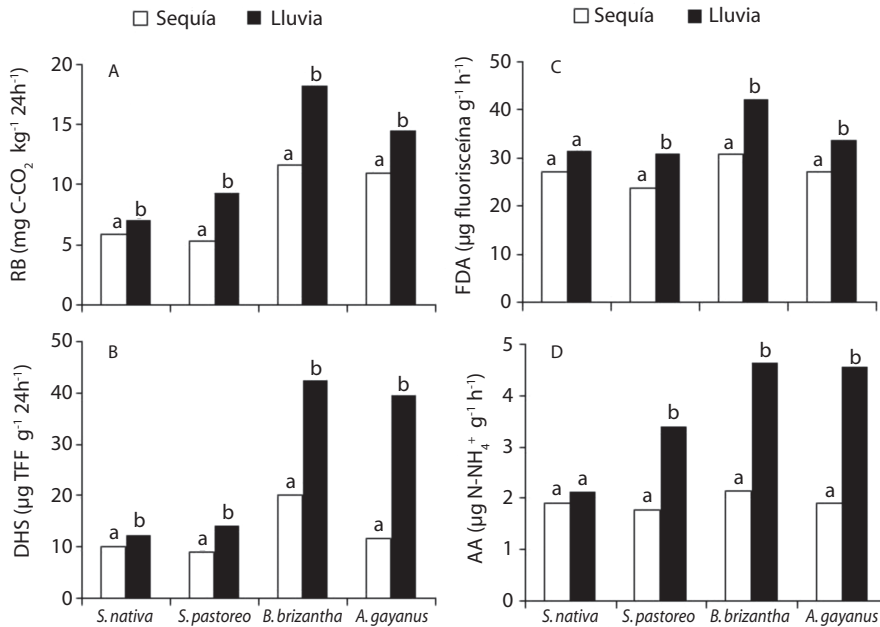 Sequía Lluvia
Sequía Lluvia
A
RB (mg C-CO₂ kg⁻¹ 24h⁻¹)
20
15
10
5
0
a b a b a b a b
C
FDA (µg fluorisceína g⁻¹ h⁻¹)
50
40
30
20
10
0
a a a b a b a b
B
DHS (µg TFF g⁻¹ 24h⁻¹)
50
40
30
20
10
0
a b a b a b a b
S. nativa S. pastoreo B. brizantha A. gayanus
D
AA (µg N-NH₄⁺ g⁻¹ h⁻¹)
5
4
3
2
1
0
a a a b a b a b
S. nativa S. pastoreo B. brizantha A. gayanus